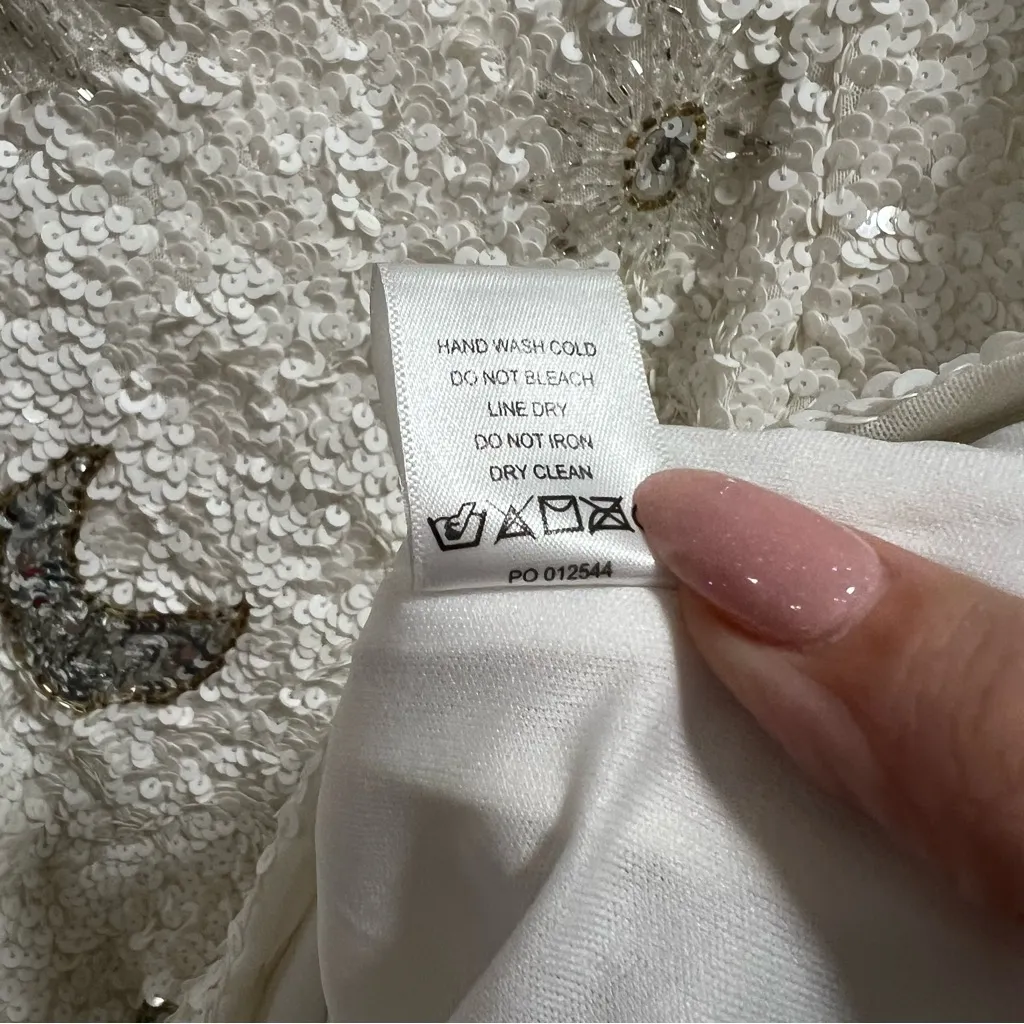 HAND WASH COLD
DO NOT BLEACH
LINE DRY
DO NOT IRON
DRY CLEAN
PO 012544